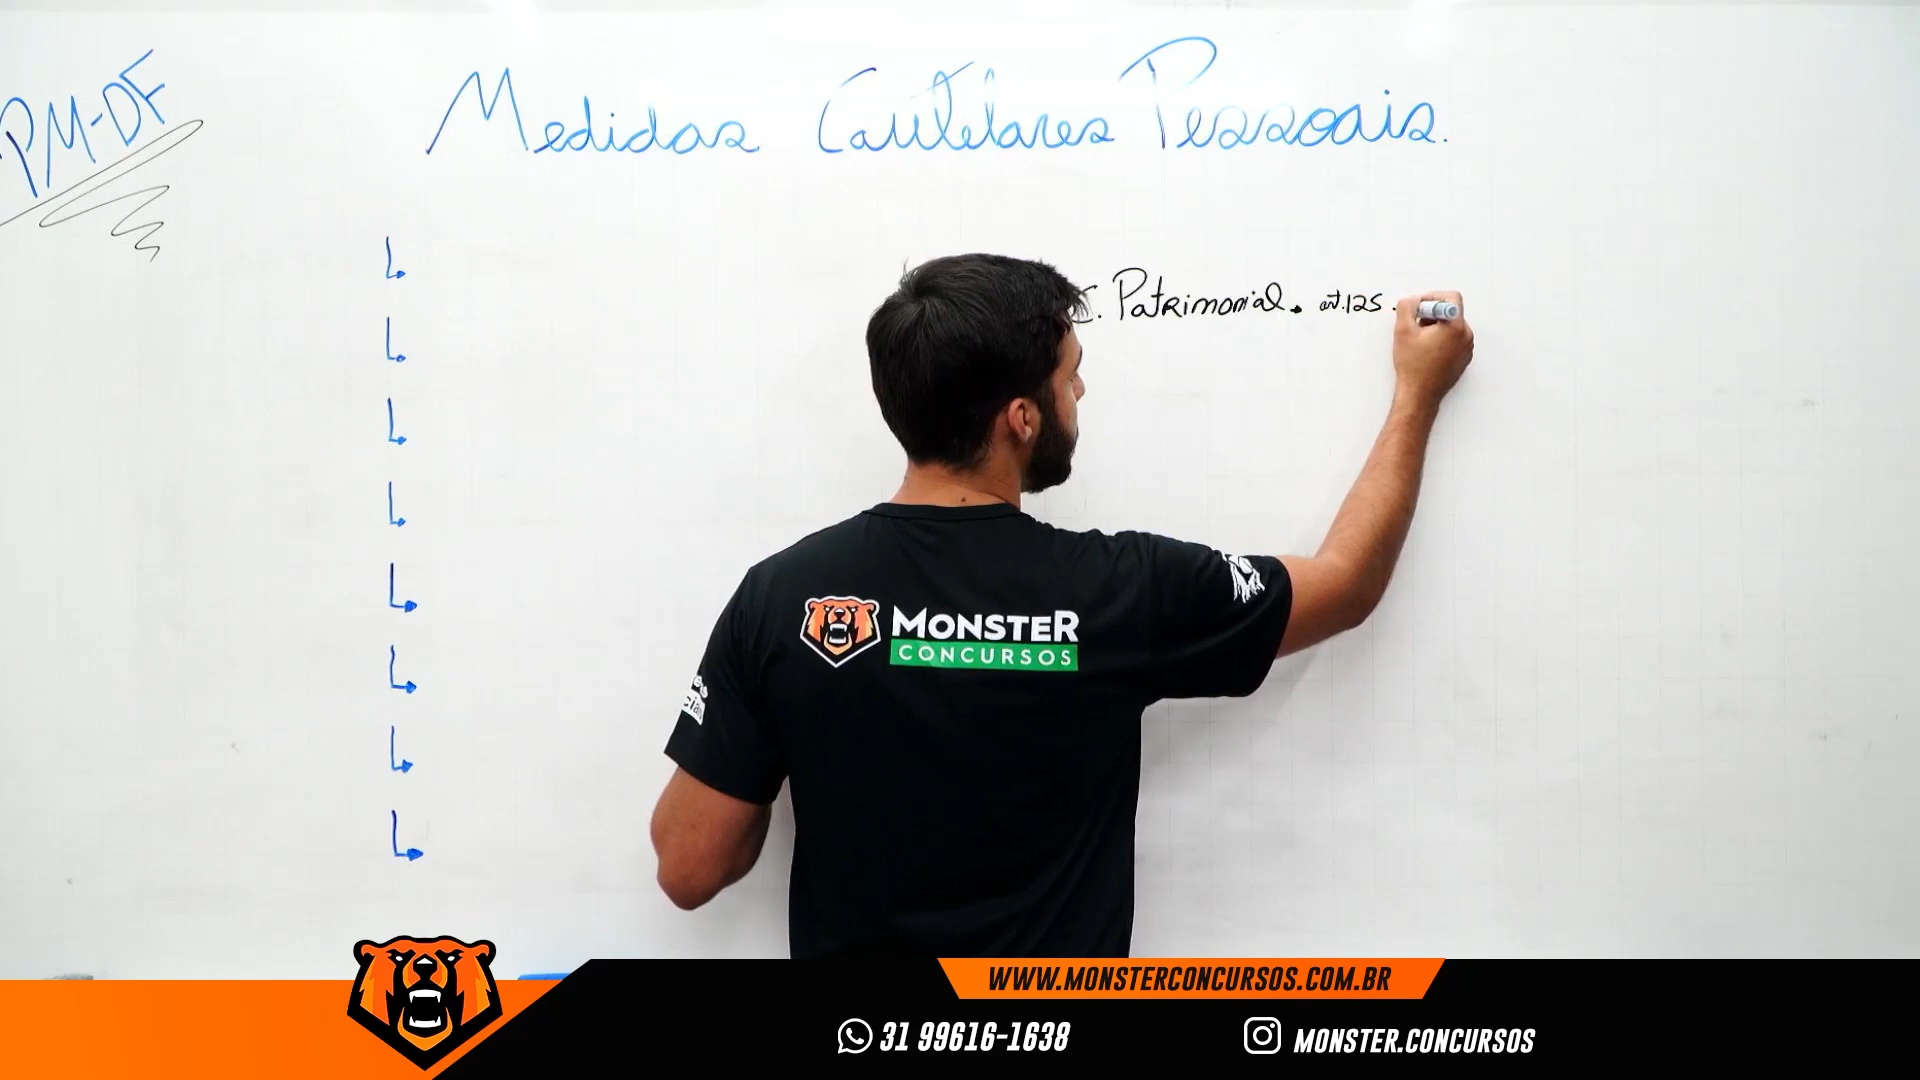 PM-DF
Medidas Cautelares Pessoais.
C. Patrimonial. art.125.
MONSTER
CONCURSOS
WWW.MONSTERCONCURSOS.COM.BR
31 99616-1638
MONSTER.CONCURSOS